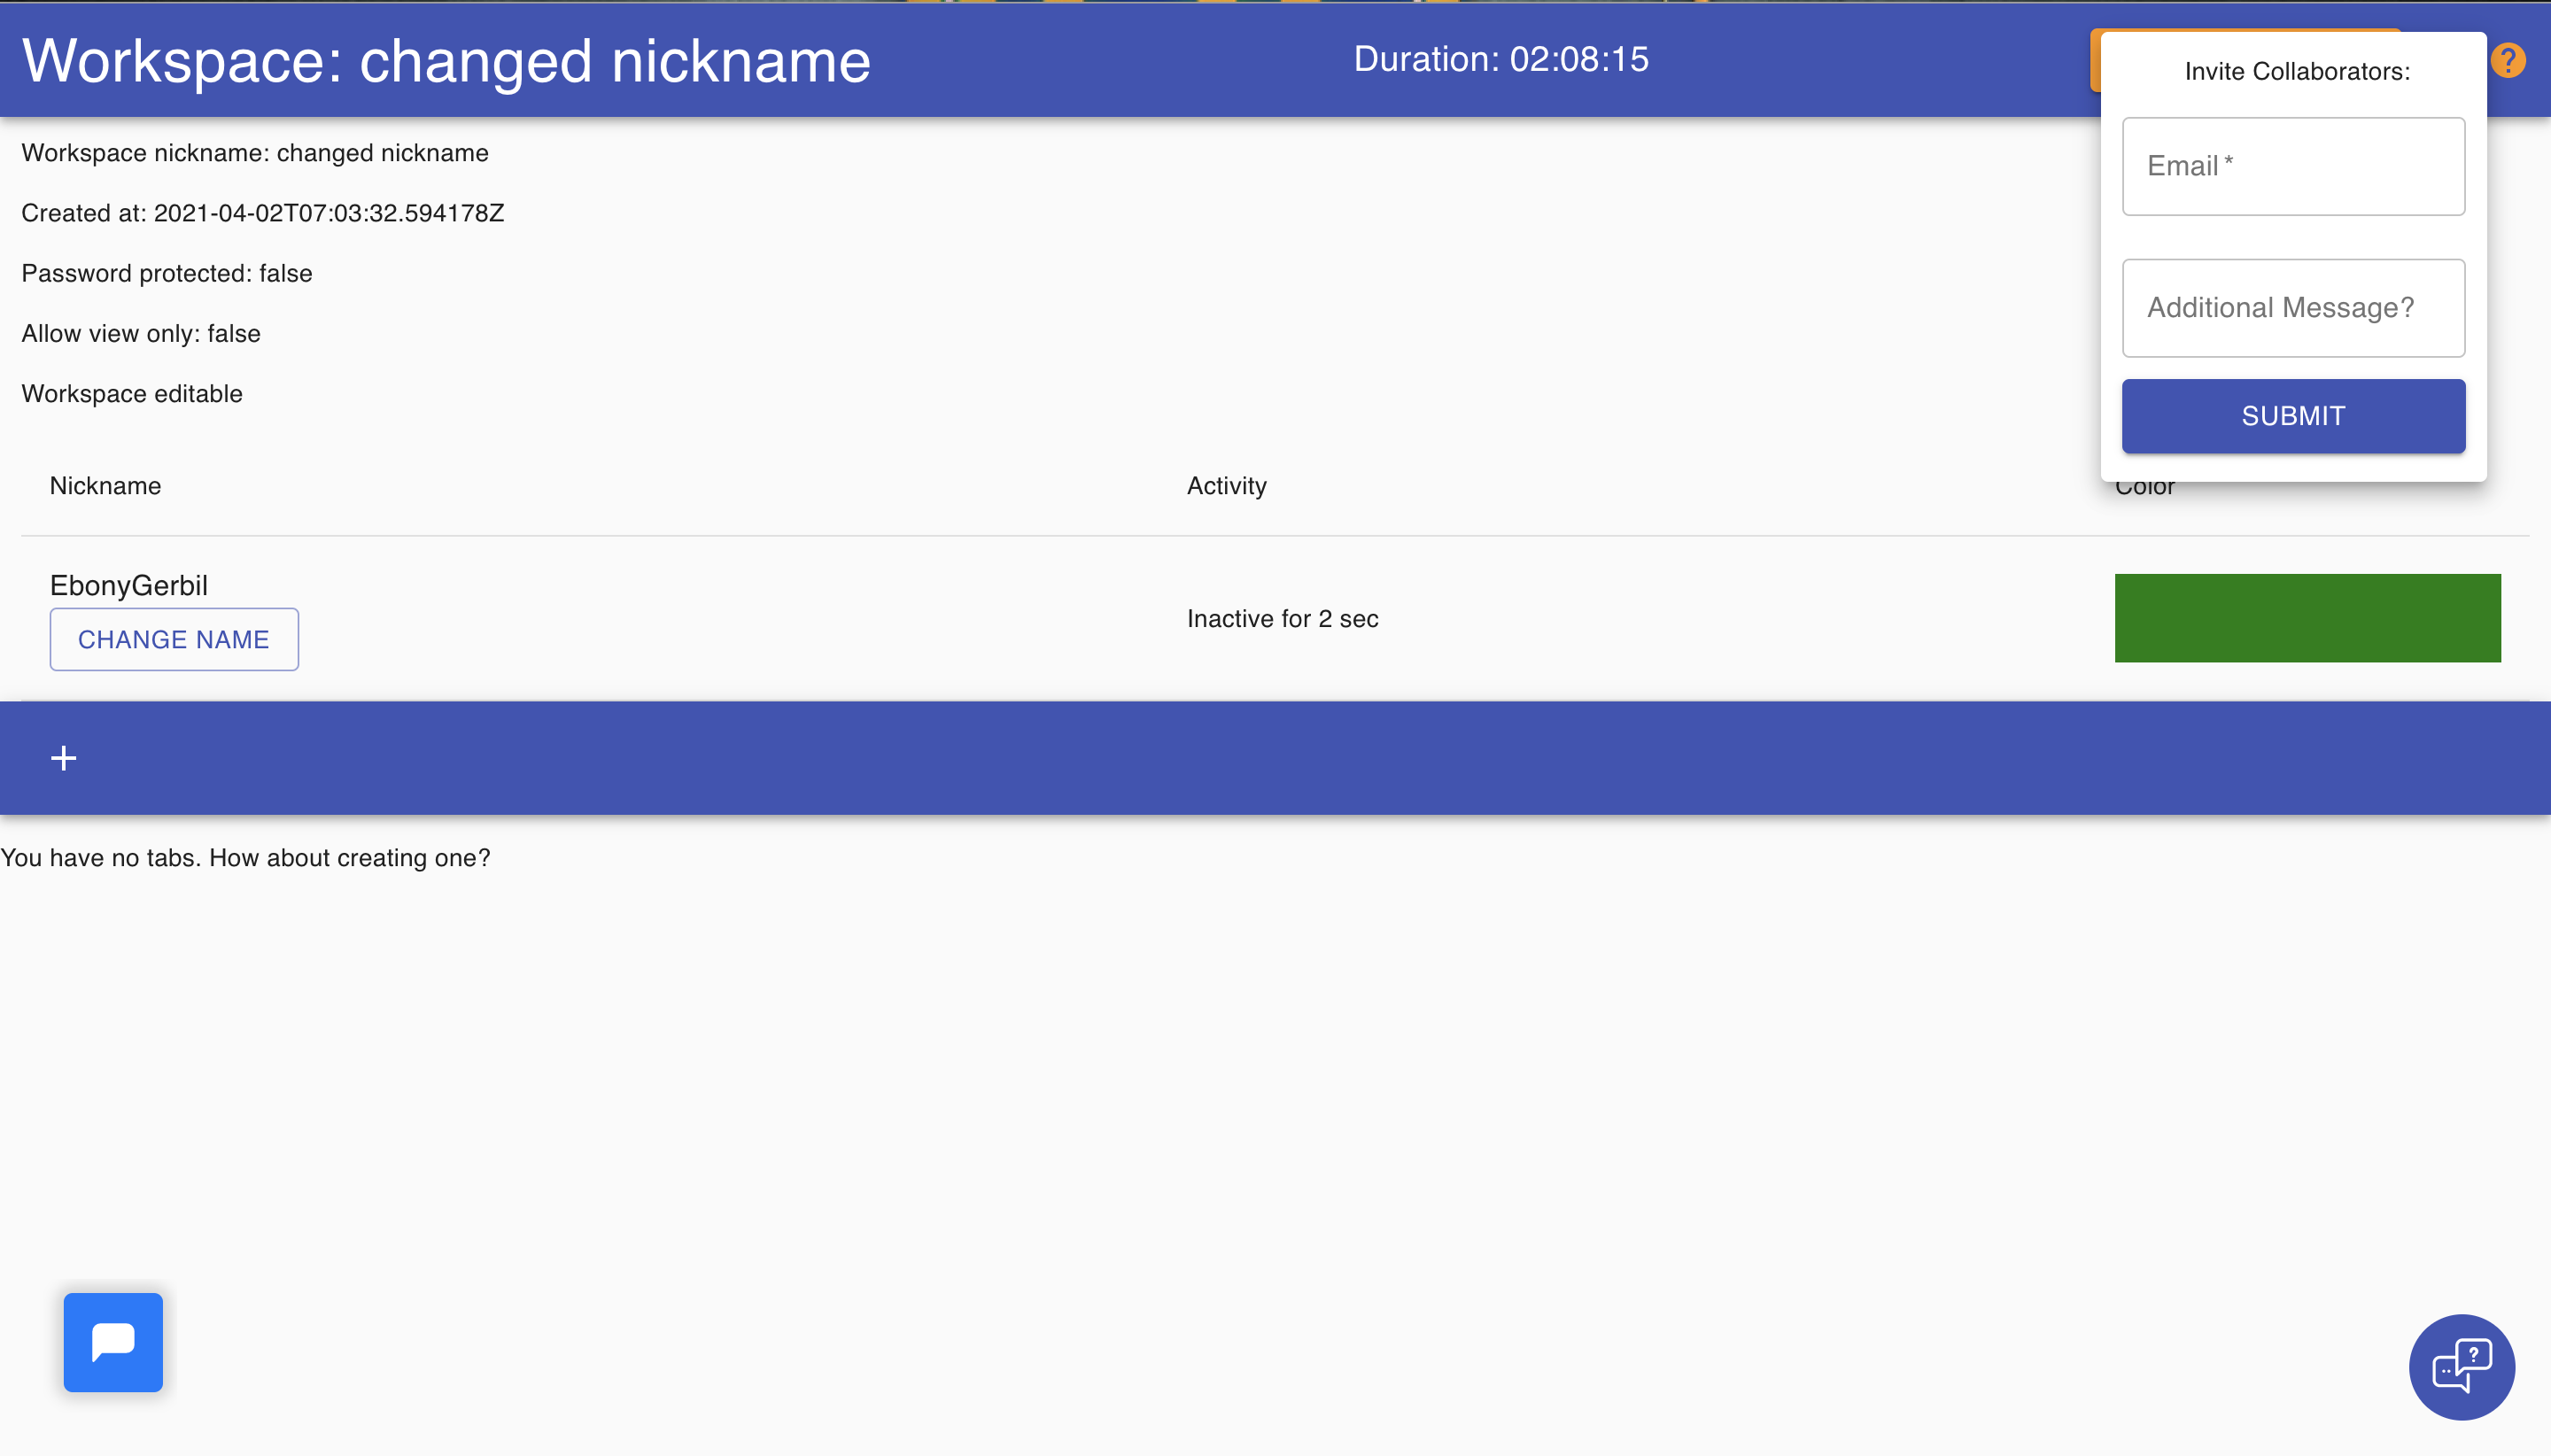 Workspace: changed nickname
Duration: 02:08:15
?
Invite Collaborators:
Email *
Additional Message?
SUBMIT
Workspace nickname: changed nickname
Created at: 2021-04-02T07:03:32.594178Z
Password protected: false
Allow view only: false
Workspace editable
Nickname
Activity
Color
EbonyGerbil
CHANGE NAME
Inactive for 2 sec
+
You have no tabs. How about creating one?
?